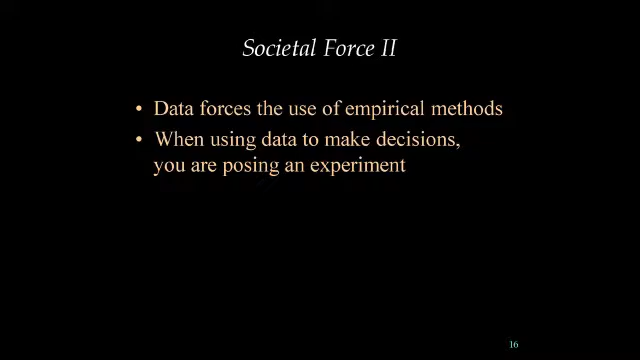 Societal Force II
• Data forces the use of empirical methods
• When using data to make decisions,
you are posing an experiment
16